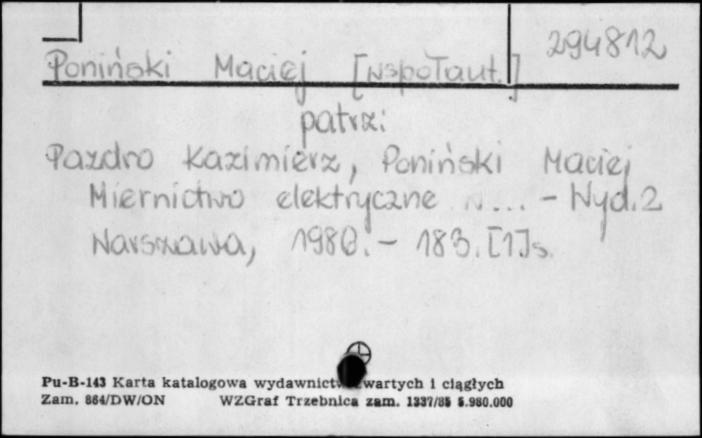 294812
Poniński Maciej [współaut.]
patrz:
Pazdro Kazimierz, Poniński Maciej
Miernictwo elektryczne w ... - Wyd. 2
Warszawa, 1980. - 183. [1] s.
Pu-B-143 Karta katalogowa wydawnictw zwartych i ciągłych
Zam. 864/DW/ON WZGraf Trzebnica zam. 1337/85 5.980.000